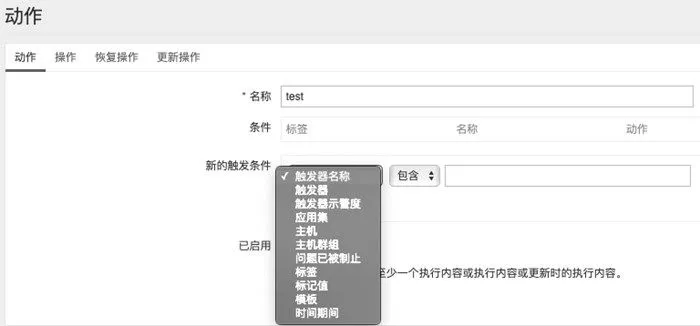 动作
动作 操作 恢复操作 更新操作
* 名称 test
条件 标签 名称 动作
新的触发条件 包含
✓ 触发器名称
触发器
触发器示警度
应用集
主机
主机群组
已启用
问题已被制止
标签
至少一个执行内容或执行内容或更新时的执行内容。
标记值
模板
时间期间